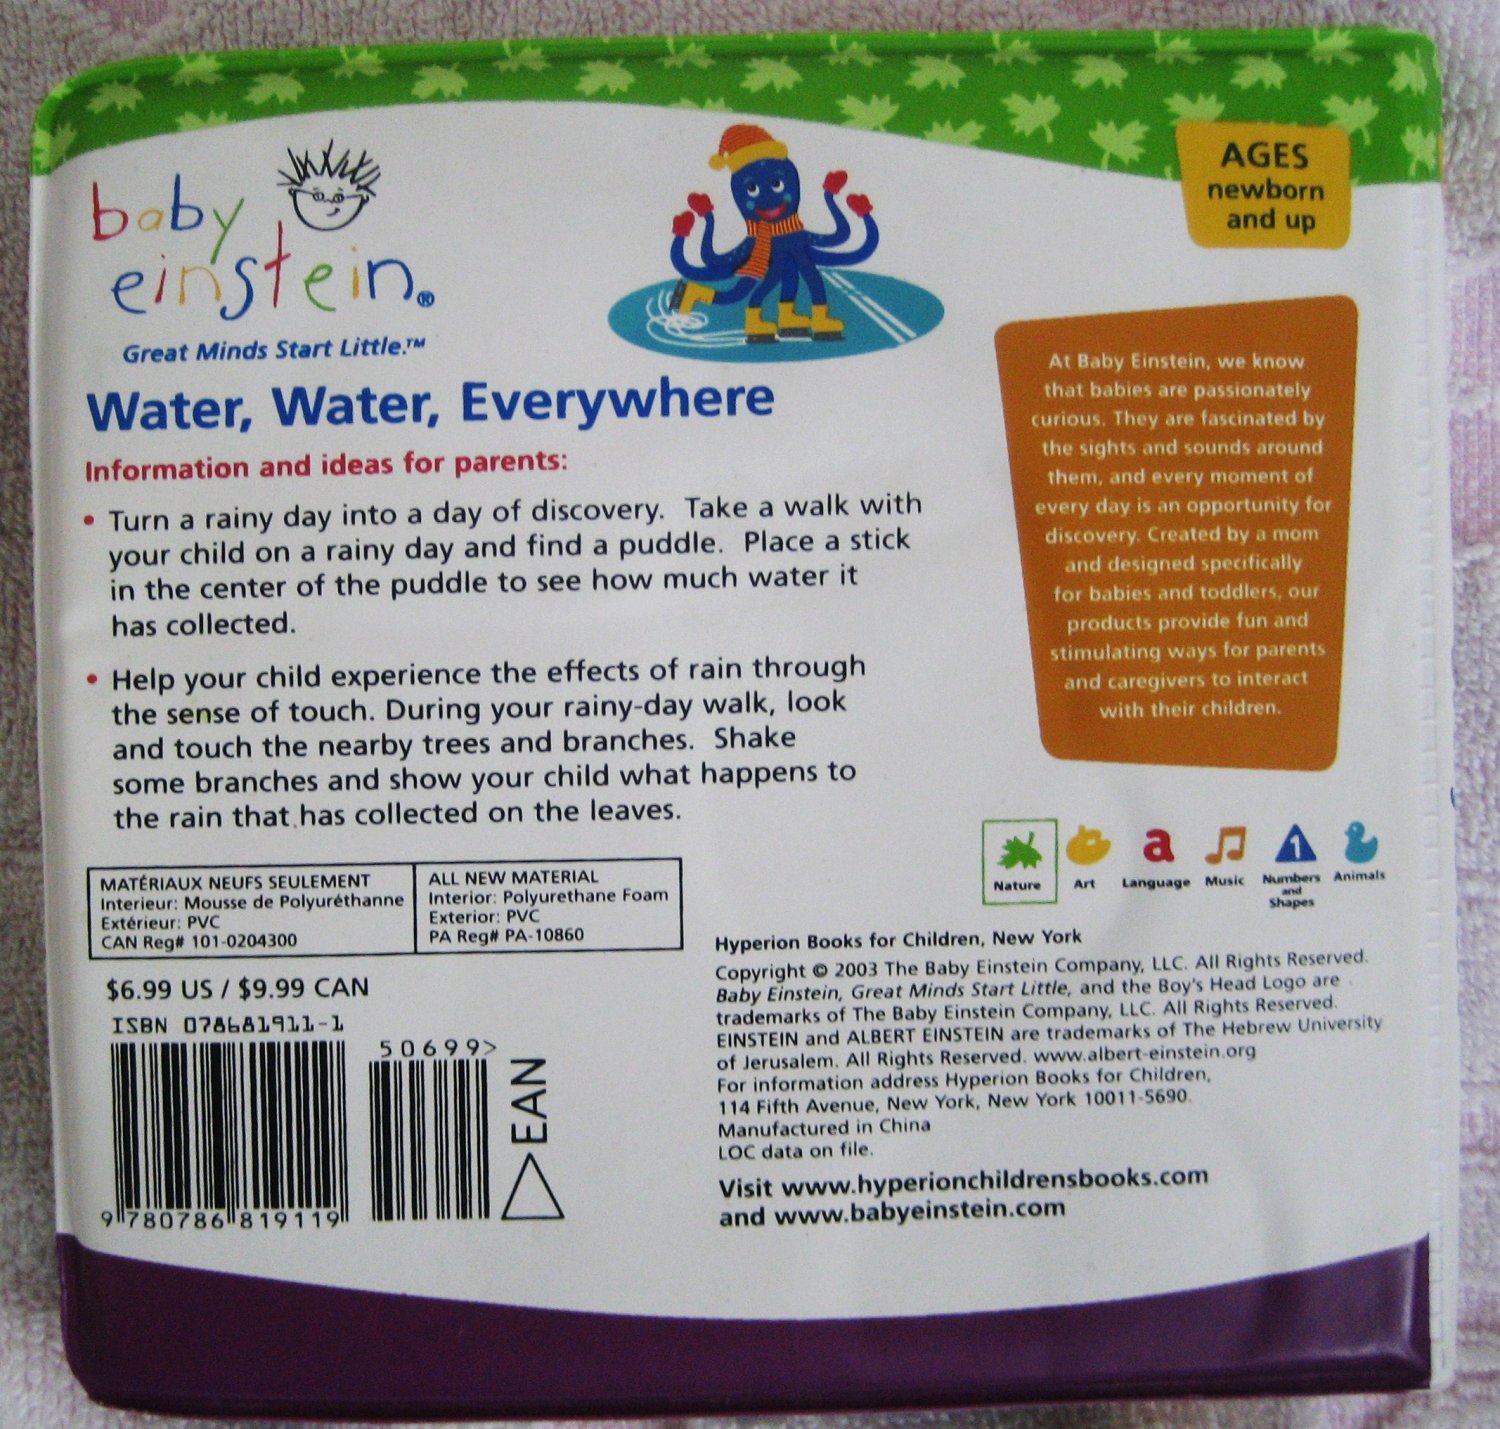 baby
einstein®
Great Minds Start Little.™
AGES
newborn
and up
Water, Water, Everywhere
Information and ideas for parents:
• Turn a rainy day into a day of discovery. Take a walk with
your child on a rainy day and find a puddle. Place a stick
in the center of the puddle to see how much water it
has collected.
• Help your child experience the effects of rain through
the sense of touch. During your rainy-day walk, look
and touch the nearby trees and branches. Shake
some branches and show your child what happens to
the rain that has collected on the leaves.
At Baby Einstein, we know
that babies are passionately
curious. They are fascinated by
the sights and sounds around
them, and every moment of
every day is an opportunity for
discovery. Created by a mom
and designed specifically
for babies and toddlers, our
products provide fun and
stimulating ways for parents
and caregivers to interact
with their children.
Nature
Art
a
Language
Music
1
Numbers
and
Shapes
Animals
MATÉRIAUX NEUFS SEULEMENT
Interieur: Mousse de Polyuréthanne
Extérieur: PVC
CAN Reg# 101-0204300
ALL NEW MATERIAL
Interior: Polyurethane Foam
Exterior: PVC
PA Reg# PA-10860
$6.99 US / $9.99 CAN
ISBN 078681911-1
50699>
EAN
9 780786 819119
Hyperion Books for Children, New York
Copyright © 2003 The Baby Einstein Company, LLC. All Rights Reserved.
Baby Einstein, Great Minds Start Little, and the Boy's Head Logo are
trademarks of The Baby Einstein Company, LLC. All Rights Reserved.
EINSTEIN and ALBERT EINSTEIN are trademarks of The Hebrew University
of Jerusalem. All Rights Reserved. www.albert-einstein.org
For information address Hyperion Books for Children,
114 Fifth Avenue, New York, New York 10011-5690.
Manufactured in China
LOC data on file.
Visit www.hyperionchildrensbooks.com
and www.babyeinstein.com